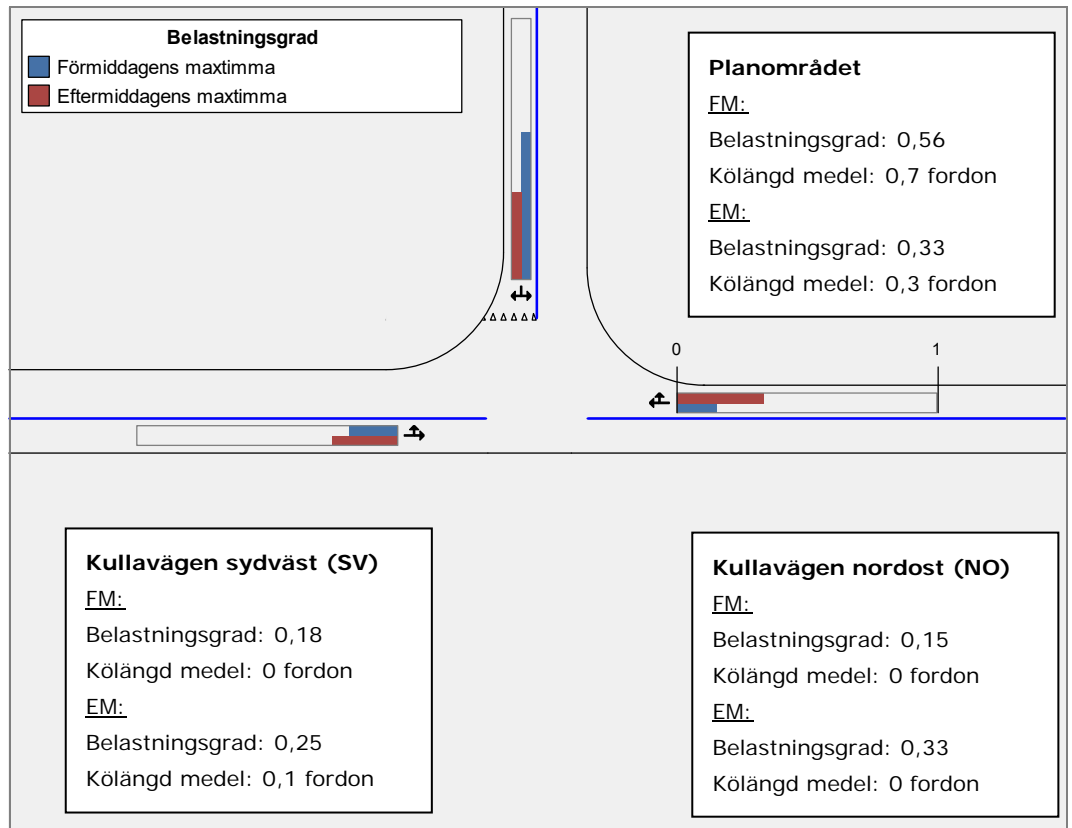 Belastningsgrad
Förmiddagens maxtimma
Eftermiddagens maxtimma
Planområdet
FM:
Belastningsgrad: 0,56
Kölängd medel: 0,7 fordon
EM:
Belastningsgrad: 0,33
Kölängd medel: 0,3 fordon
0 1
Kullavägen sydväst (SV)
FM:
Belastningsgrad: 0,18
Kölängd medel: 0 fordon
EM:
Belastningsgrad: 0,25
Kölängd medel: 0,1 fordon
Kullavägen nordost (NO)
FM:
Belastningsgrad: 0,15
Kölängd medel: 0 fordon
EM:
Belastningsgrad: 0,33
Kölängd medel: 0 fordon